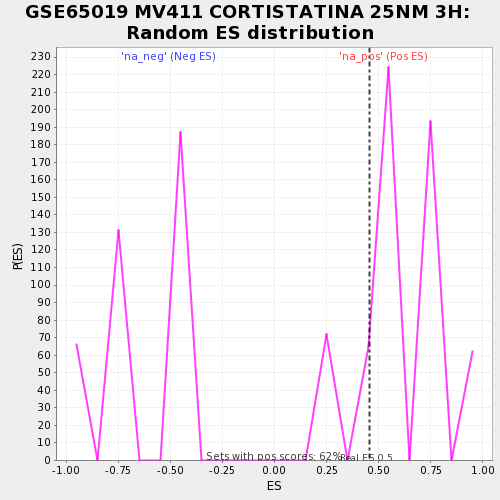 GSE65019 MV411 CORTISTATINA 25NM 3H:
Random ES distribution
'na_neg' (Neg ES)
'na_pos' (Pos ES)
230
220
210
200
190
180
170
160
150
140
130
120
110
100
90
80
70
60
50
40
30
20
10
0
P(ES)
Sets with pos scores: 62%
Real ES 0.5
-1.00 -0.75 -0.50 -0.25 0.00 0.25 0.50 0.75 1.00
ES